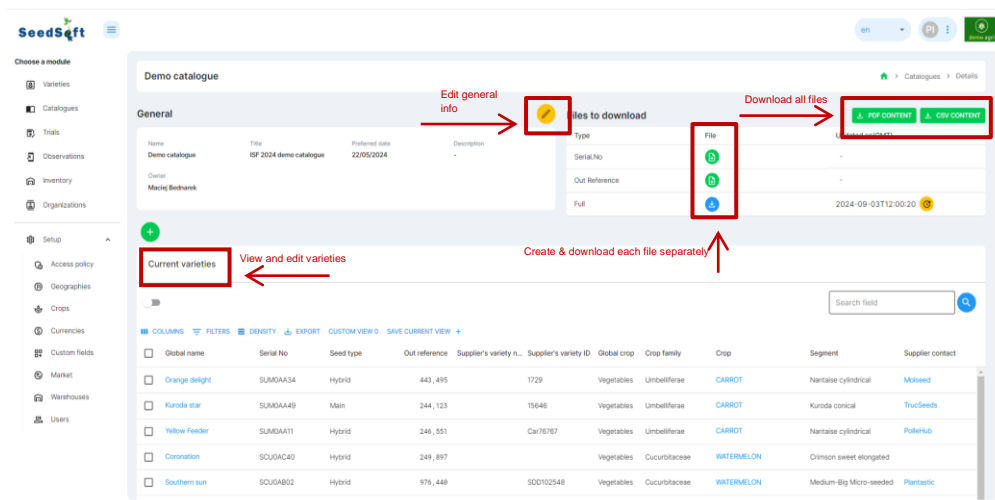 SeedSoft
en
PI
demo agri
Choose a module
Varieties
Catalogues
Trials
Observations
Inventory
Organizations
Setup
Access policy
Geographies
Crops
Currencies
Custom fields
Market
Warehouses
Users
Demo catalogue
Catalogues > Details
Edit general
info
Download all files
General
Files to download
PDF CONTENT
CSV CONTENT
Name
Title
Preferred date
Description
Demo catalogue
ISF 2024 demo catalogue
22/05/2024
-
Owner
Maciej Bednarek
Type
File
Updated on(GMT)
Serial.No
-
Out Reference
-
Full
2024-09-03T12:00:20
Create & download each file separately
Current varieties
View and edit varieties
Search field
COLUMNS FILTERS DENSITY EXPORT CUSTOM VIEW 0 SAVE CURRENT VIEW +
Global name Serial No Seed type Out reference Supplier's variety n... Supplier's variety ID Global crop Crop family Crop Segment Supplier contact
Orange delight SUM0AA34 Hybrid 443,495 1729 Vegetables Umbelliferae CARROT Nantaise cylindrical Molseed
Kuroda star SUM0AA49 Main 244,123 15646 Vegetables Umbelliferae CARROT Kuroda conical TrucSeeds
Yellow Feeder SUM0AA11 Hybrid 246,551 Car76767 Vegetables Umbelliferae CARROT Nantaise cylindrical PolleHub
Coronation SCU0AC40 Hybrid 249,897 Vegetables Cucurbitaceae WATERMELON Crimson sweet elongated
Southern sun SCU0AB02 Hybrid 976,440 SDD102548 Vegetables Cucurbitaceae WATERMELON Medium-Big Micro-seeded Plantastic